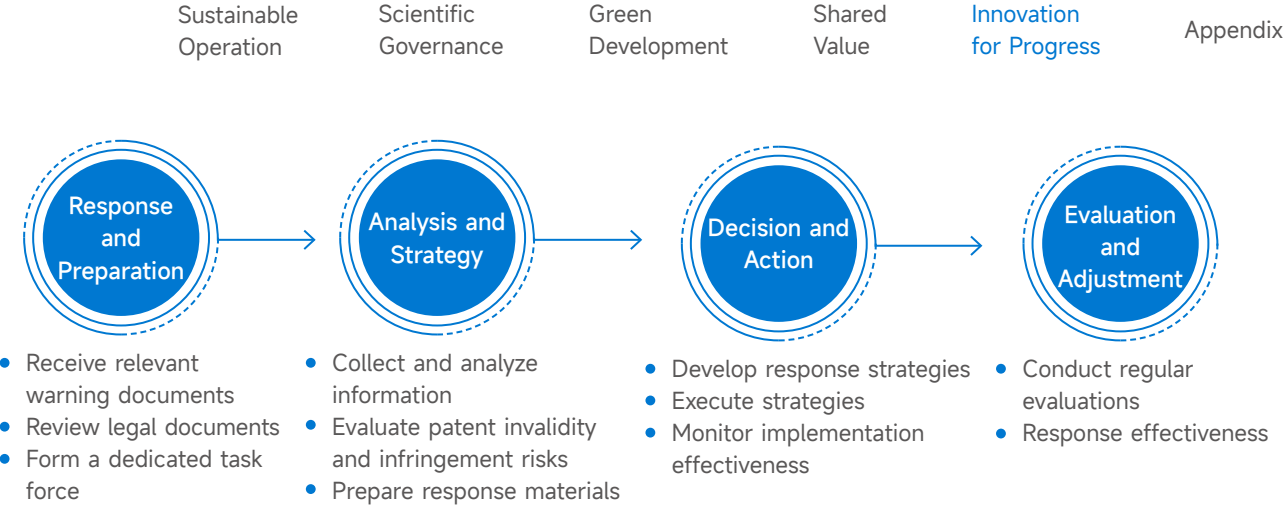 Sustainable
Operation
Scientific
Governance
Green
Development
Shared
Value
Innovation
for Progress
Appendix
Response
and
Preparation
Analysis and
Strategy
Decision and
Action
Evaluation
and
Adjustment
Receive relevant
warning documents
Review legal documents
Form a dedicated task
force
Collect and analyze
information
Evaluate patent invalidity
and infringement risks
Prepare response materials
Develop response strategies
Execute strategies
Monitor implementation
effectiveness
Conduct regular
evaluations
Response effectiveness